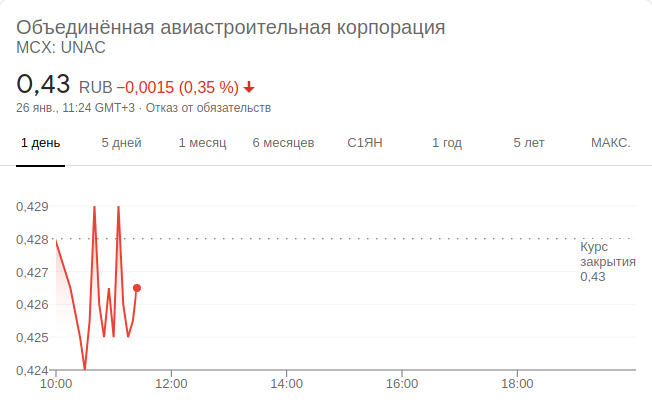 Объединённая авиастроительная корпорация
MCX: UNAC
0,43 RUB −0,0015 (0,35 %)
26 янв., 11:24 GMT+3 · Отказ от обязательств
1 день 5 дней 1 месяц 6 месяцев С1ЯН 1 год 5 лет МАКС.
0,429
0,428
Курс
закрытия
0,43
0,427
0,426
0,425
0,424
10:00 12:00 14:00 16:00 18:00